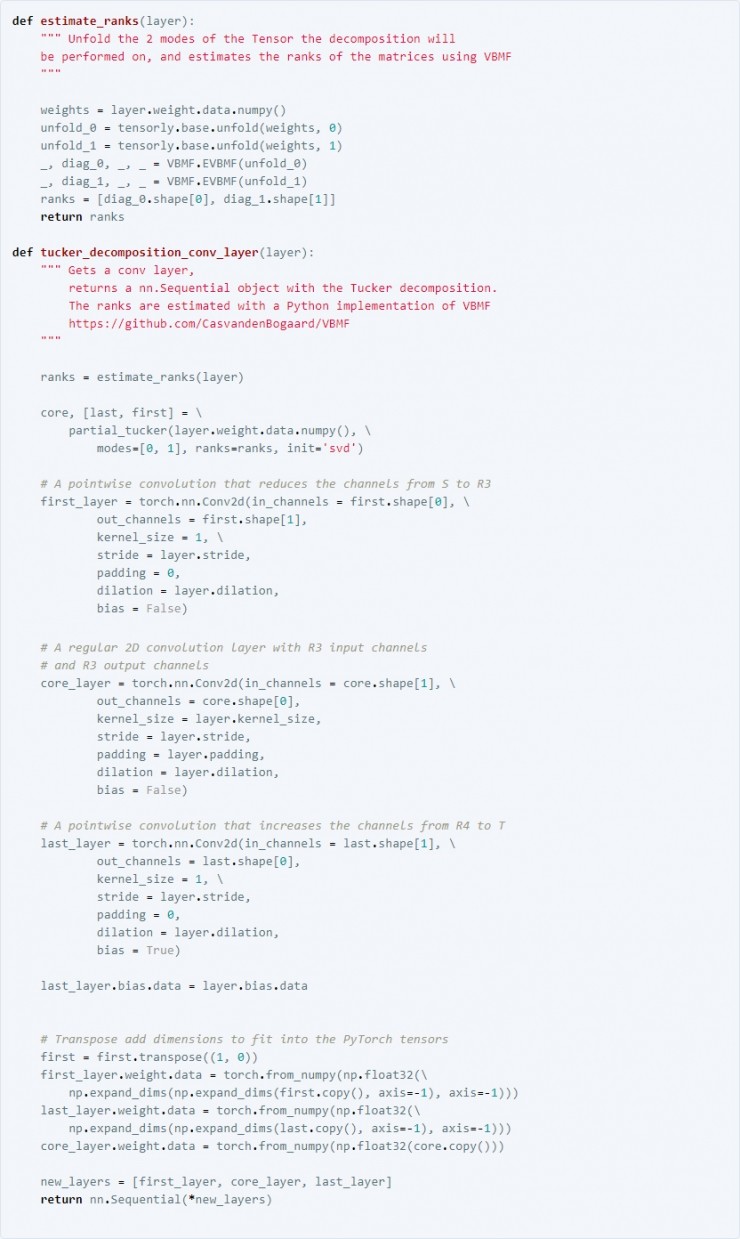 def estimate_ranks(layer):
    """ Unfold the 2 modes of the Tensor the decomposition will
    be performed on, and estimates the ranks of the matrices using VBMF
    """

    weights = layer.weight.data.numpy()
    unfold_0 = tensorly.base.unfold(weights, 0)
    unfold_1 = tensorly.base.unfold(weights, 1)
    _, diag_0, _, _ = VBMF.EVBMF(unfold_0)
    _, diag_1, _, _ = VBMF.EVBMF(unfold_1)
    ranks = [diag_0.shape[0], diag_1.shape[1]]
    return ranks

def tucker_decomposition_conv_layer(layer):
    """ Gets a conv layer,
        returns a nn.Sequential object with the Tucker decomposition.
        The ranks are estimated with a Python implementation of VBMF
        https://github.com/CasvandenBogaard/VBMF
    """

    ranks = estimate_ranks(layer)

    core, [last, first] = \
        partial_tucker(layer.weight.data.numpy(), \
            modes=[0, 1], ranks=ranks, init='svd')

    # A pointwise convolution that reduces the channels from S to R3
    first_layer = torch.nn.Conv2d(in_channels = first.shape[0], \
            out_channels = first.shape[1],
            kernel_size = 1, \
            stride = layer.stride,
            padding = 0,
            dilation = layer.dilation,
            bias = False)

    # A regular 2D convolution layer with R3 input channels
    # and R3 output channels
    core_layer = torch.nn.Conv2d(in_channels = core.shape[1], \
            out_channels = core.shape[0],
            kernel_size = layer.kernel_size,
            stride = layer.stride,
            padding = layer.padding,
            dilation = layer.dilation,
            bias = False)

    # A pointwise convolution that increases the channels from R4 to T
    last_layer = torch.nn.Conv2d(in_channels = last.shape[1], \
            out_channels = last.shape[0],
            kernel_size = 1, \
            stride = layer.stride,
            padding = 0,
            dilation = layer.dilation,
            bias = True)

    last_layer.bias.data = layer.bias.data


    # Transpose add dimensions to fit into the PyTorch tensors
    first = first.transpose((1, 0))
    first_layer.weight.data = torch.from_numpy(np.float32(\
        np.expand_dims(np.expand_dims(first.copy(), axis=-1), axis=-1)))
    last_layer.weight.data = torch.from_numpy(np.float32(\
        np.expand_dims(np.expand_dims(last.copy(), axis=-1), axis=-1)))
    core_layer.weight.data = torch.from_numpy(np.float32(core.copy()))

    new_layers = [first_layer, core_layer, last_layer]
    return nn.Sequential(*new_layers)